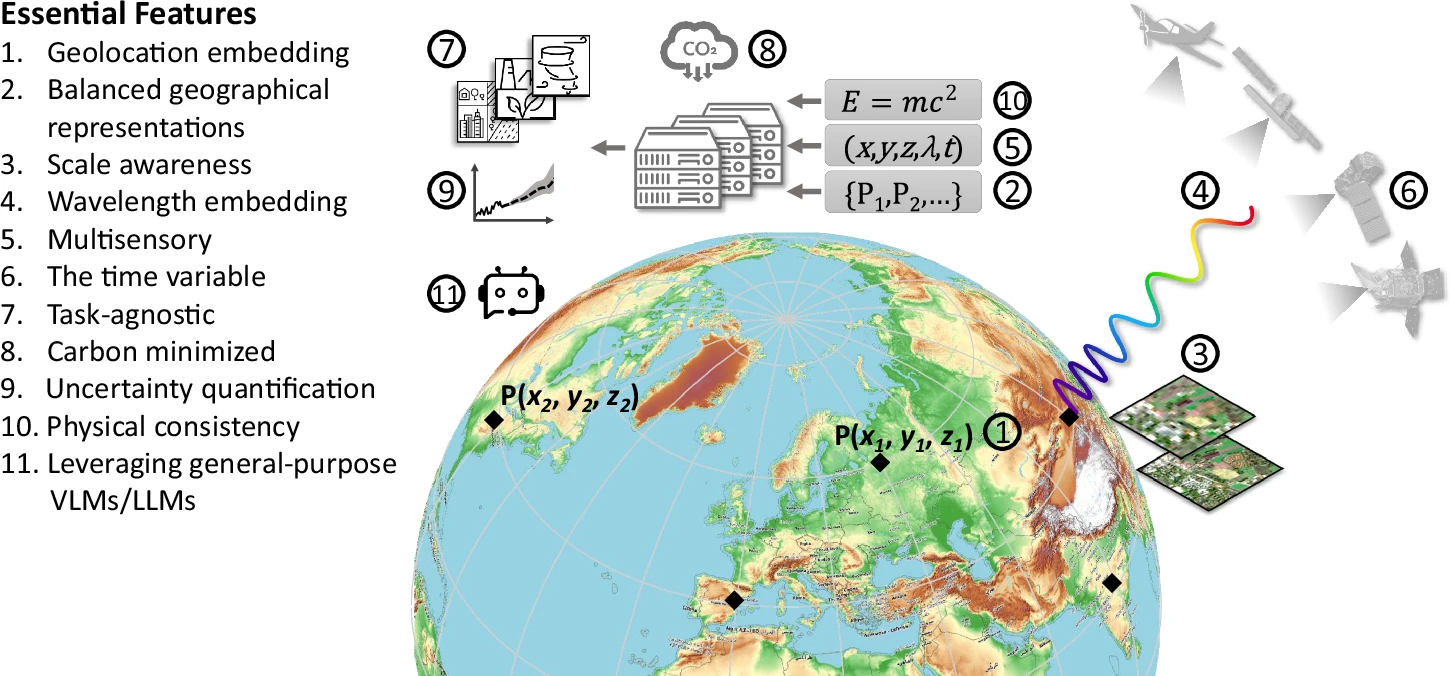 Essential Features
1. Geolocation embedding
2. Balanced geographical
representations
3. Scale awareness
4. Wavelength embedding
5. Multisensory
6. The time variable
7. Task-agnostic
8. Carbon minimized
9. Uncertainty quantification
10. Physical consistency
11. Leveraging general-purpose
VLMs/LLMs
7
CO₂
8
E = mc²
10
(x,y,z,λ,t)
5
9
{P₁,P₂,...}
2
4
6
11
3
P(x₂, y₂, z₂)
P(x₁, y₁, z₁)
1